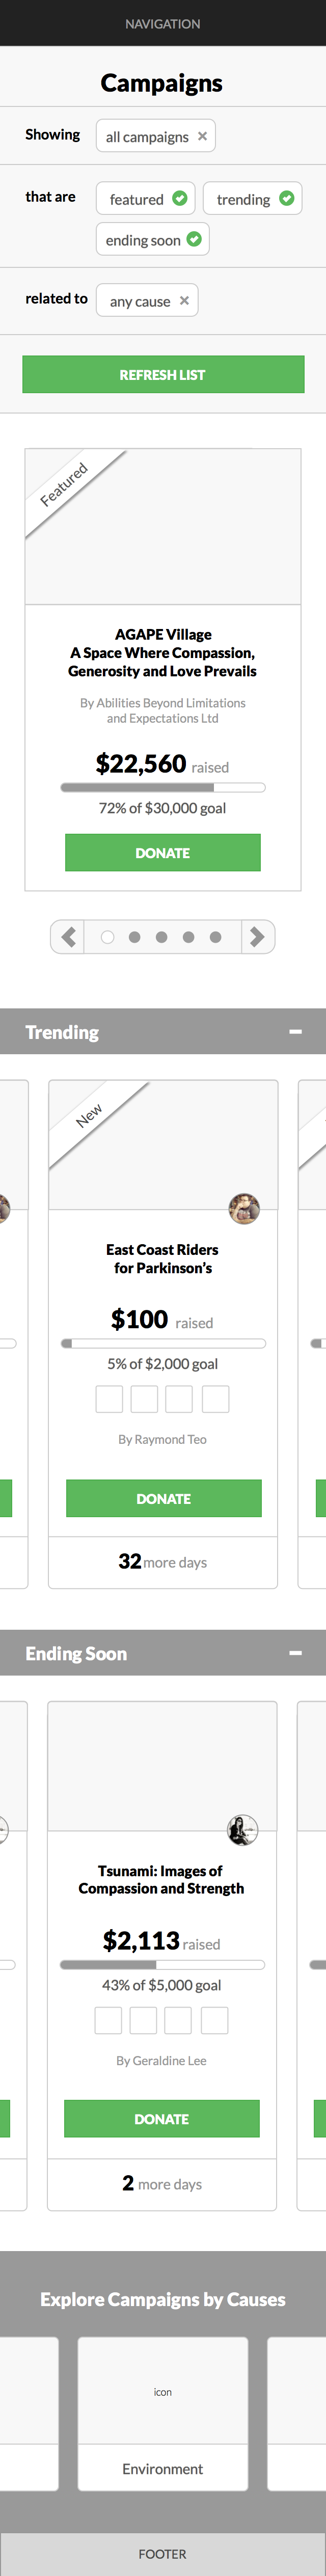 NAVIGATION
Campaigns
Showing
all campaigns
that are
featured
trending
ending soon
related to
any cause
REFRESH LIST
Featured
AGAPE Village
A Space Where Compassion,
Generosity and Love Prevails
By Abilities Beyond Limitations
and Expectations Ltd
$22,560 raised
72% of $30,000 goal
DONATE
Trending
New
East Coast Riders
for Parkinson's
$100 raised
5% of $2,000 goal
By Raymond Teo
DONATE
32 more days
Ending Soon
Tsunami: Images of
Compassion and Strength
$2,113 raised
43% of $5,000 goal
By Geraldine Lee
DONATE
2 more days
Explore Campaigns by Causes
icon
Environment
FOOTER